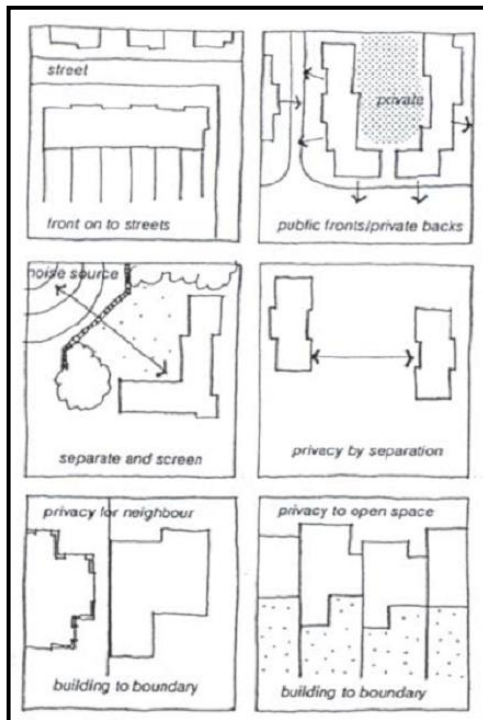 street
front on to streets
private
public fronts/private backs
noise source
separate and screen
privacy by separation
privacy for neighbour
building to boundary
privacy to open space
building to boundary